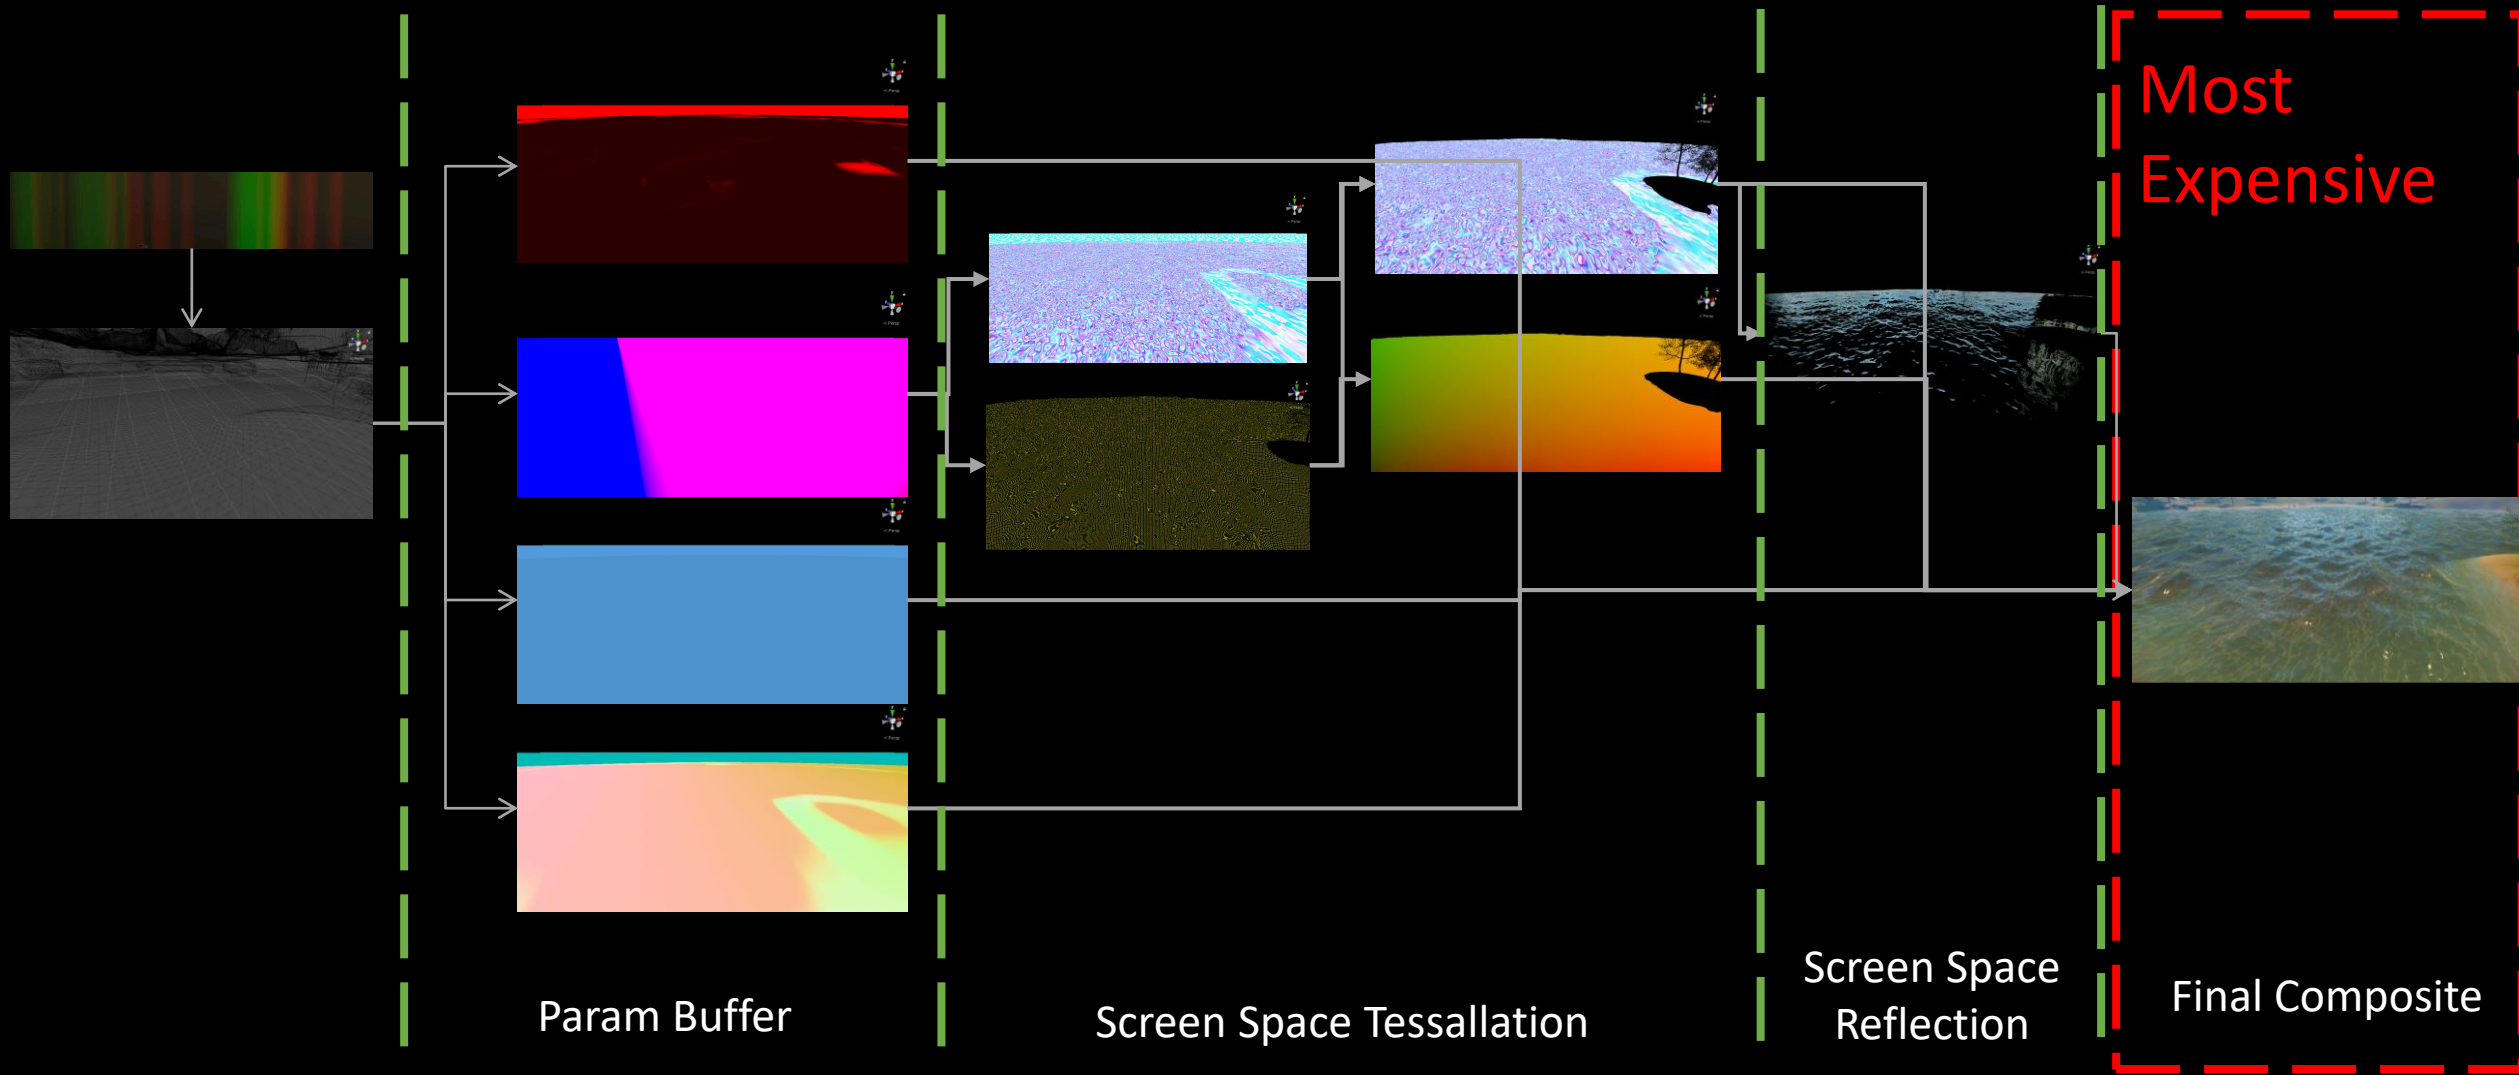 Most
Expensive
Param Buffer
Screen Space Tessallation
Screen Space
Reflection
Final Composite